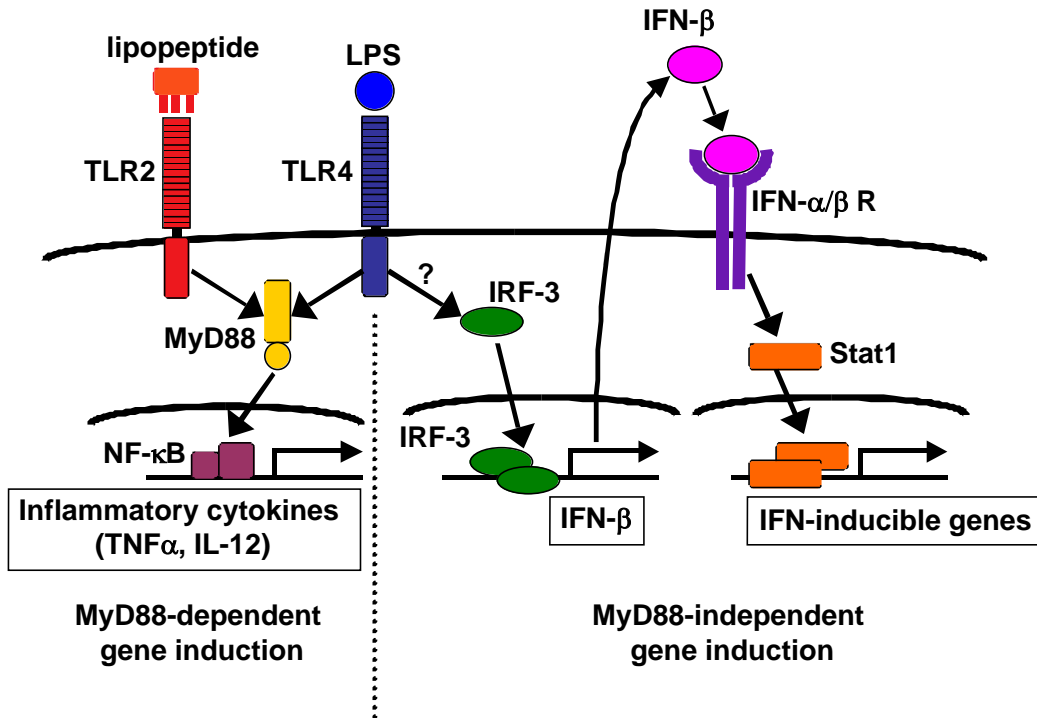 IFN-β
lipopeptide
LPS
TLR2
TLR4
IFN-α/β R
?
IRF-3
MyD88
Stat1
IRF-3
NF-κB
Inflammatory cytokines
(TNFα, IL-12)
IFN-β
IFN-inducible genes
MyD88-dependent
gene induction
MyD88-independent
gene induction